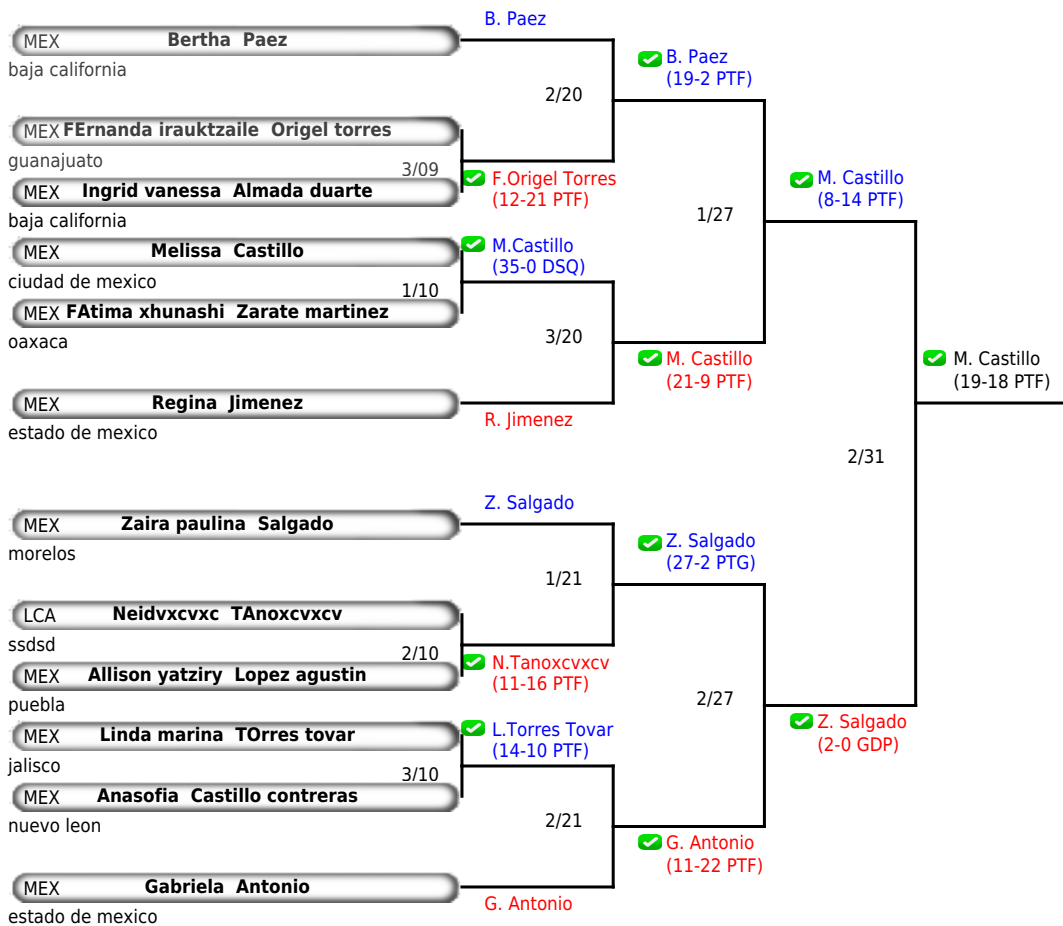 B. Paez
MEX Bertha Paez
baja california
B. Paez
(19-2 PTF)
2/20
MEX FErnanda irauktzaile Origel torres
guanajuato
3/09
F.Origel Torres
(12-21 PTF)
MEX Ingrid vanessa Almada duarte
baja california
M. Castillo
(8-14 PTF)
1/27
MEX Melissa Castillo
ciudad de mexico
M.Castillo
(35-0 DSQ)
1/10
MEX FAtima xhunashi Zarate martinez
oaxaca
3/20
M. Castillo
(21-9 PTF)
M. Castillo
(19-18 PTF)
MEX Regina Jimenez
estado de mexico
R. Jimenez
2/31
Z. Salgado
MEX Zaira paulina Salgado
morelos
Z. Salgado
(27-2 PTG)
1/21
LCA Neidvxcvxc TAnoxcvxcv
ssdsd
2/10
N.Tanoxcvxcv
(11-16 PTF)
MEX Allison yatziry Lopez agustin
puebla
2/27
Z. Salgado
(2-0 GDP)
MEX Linda marina TOrres tovar
jalisco
L.Torres Tovar
(14-10 PTF)
3/10
MEX Anasofia Castillo contreras
nuevo leon
2/21
G. Antonio
(11-22 PTF)
MEX Gabriela Antonio
estado de mexico
G. Antonio